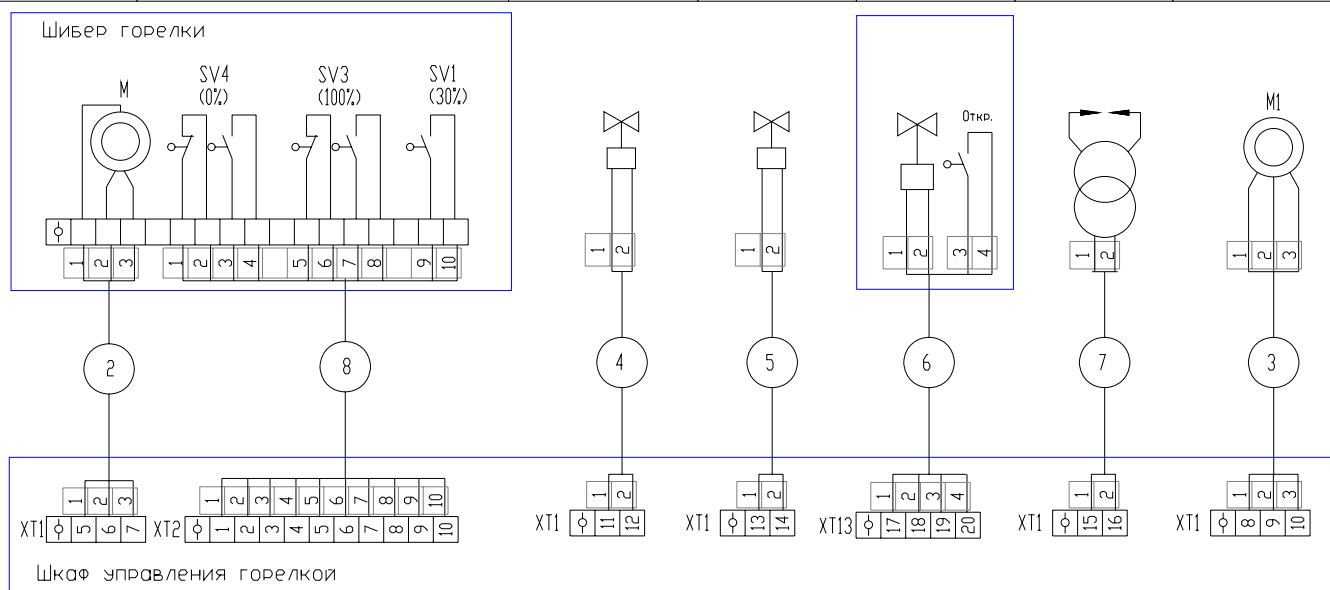 Шибер горелки
M
SV4
(0%)
SV3
(100%)
SV1
(30%)
Откр.
M1
1 2 3
1 2 3 4 5 6 7 8 9 10
1 2
1 2
1 2 3 4
1 2
1 2 3
2
8
4
5
6
7
3
1 2 3
1 2 3 4 5 6 7 8 9 10
1 2
1 2
1 2 3 4
1 2
1 2 3
XT1 5 6 7
XT2 1 2 3 4 5 6 7 8 9 10
XT1 11 12
XT1 13 14
XT13 17 18 19 20
XT1 15 16
XT1 8 9 10
Шкаф управления горелкой